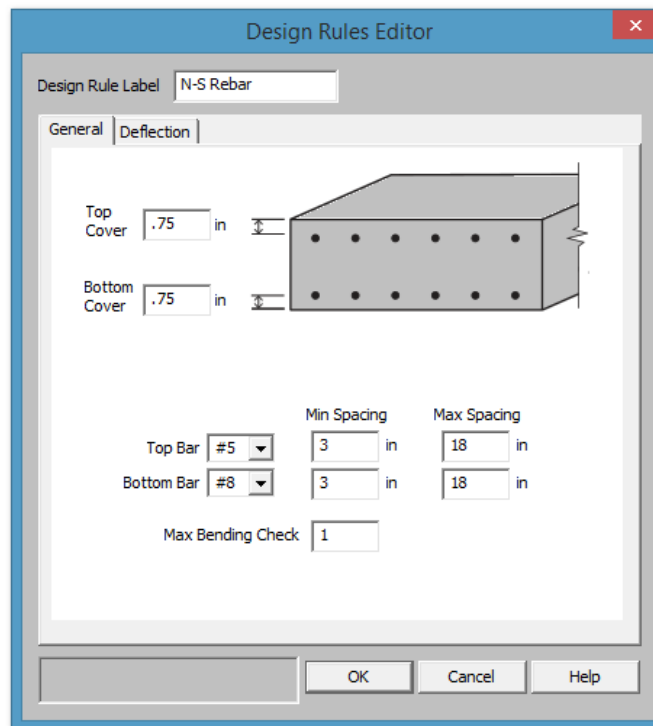 Design Rules Editor
Design Rule Label N-S Rebar
General Deflection
Top
Cover .75 in
Bottom
Cover .75 in
Min Spacing Max Spacing
Top Bar #5 3 in 18 in
Bottom Bar #8 3 in 18 in
Max Bending Check 1
OK Cancel Help